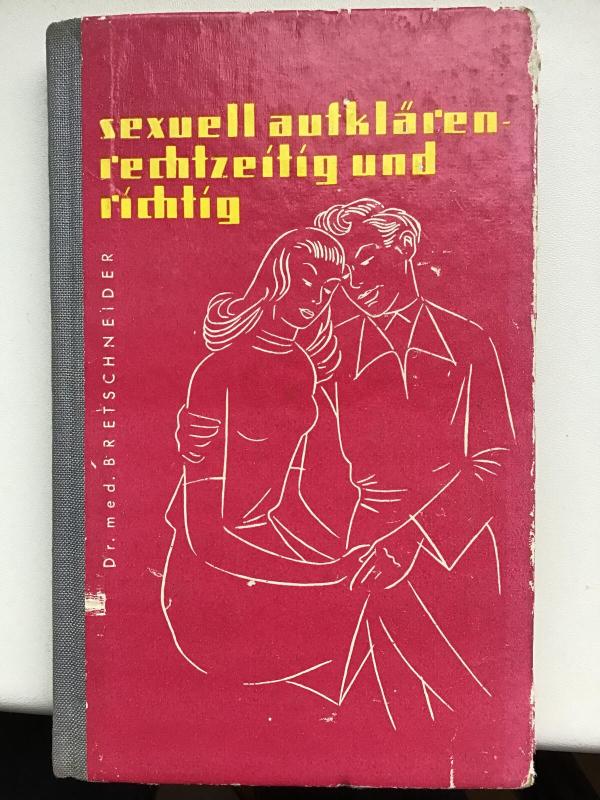 sexuell aufklären-
rechtzeitig und
richtig
Dr. med. BRETSCHNEIDER